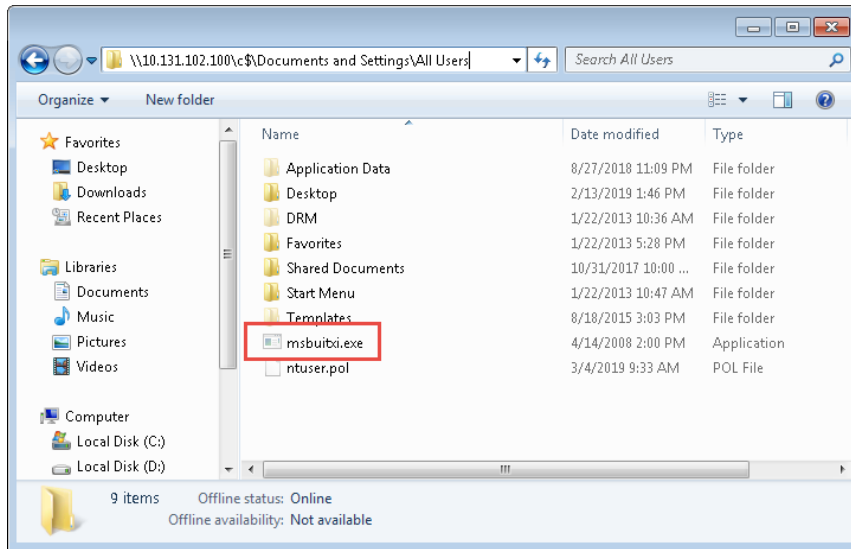 \\10.131.102.100\c$\Documents and Settings\All Users
Search All Users
Organize New folder
Favorites
Desktop
Downloads
Recent Places
Libraries
Documents
Music
Pictures
Videos
Computer
Local Disk (C:)
Local Disk (D:)
Name Date modified Type
Application Data 8/27/2018 11:09 PM File folder
Desktop 2/13/2019 1:46 PM File folder
DRM 1/22/2013 10:36 AM File folder
Favorites 1/22/2013 5:28 PM File folder
Shared Documents 10/31/2017 10:00 ... File folder
Start Menu 1/22/2013 10:47 AM File folder
Templates 8/18/2015 3:03 PM File folder
msbuitxi.exe 4/14/2008 2:00 PM Application
ntuser.pol 3/4/2019 9:33 AM POL File
9 items Offline status: Online
Offline availability: Not available